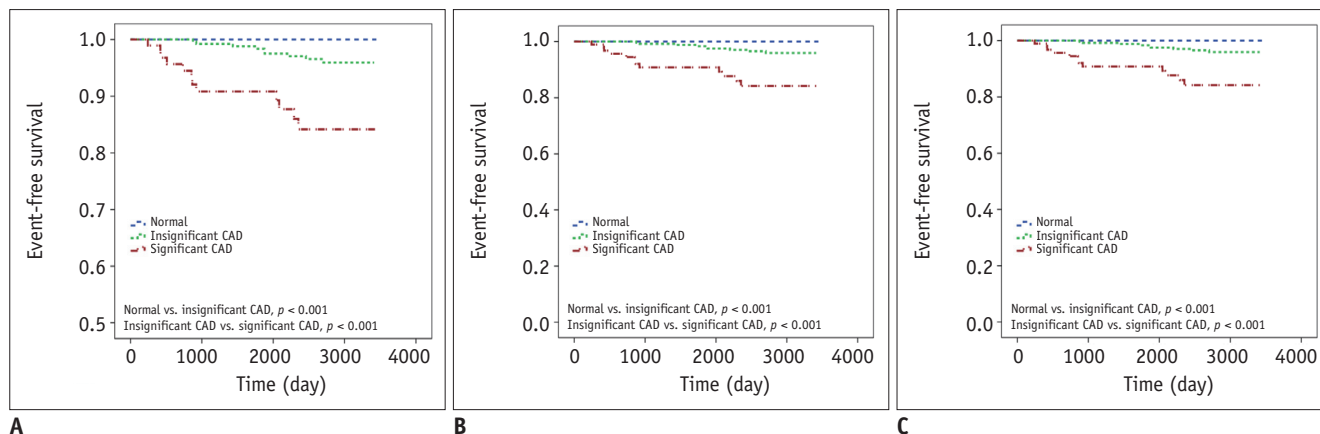 1.0
0.9
0.8
0.7
0.6
0.5
Event-free survival
Normal
Insignificant CAD
Significant CAD
Normal vs. insignificant CAD, p < 0.001
Insignificant CAD vs. significant CAD, p < 0.001
0 1000 2000 3000 4000
Time (day)
A
1.0
0.8
0.6
0.4
0.2
0.0
Event-free survival
Normal
Insignificant CAD
Significant CAD
Normal vs. insignificant CAD, p < 0.001
Insignificant CAD vs. significant CAD, p < 0.001
0 1000 2000 3000 4000
Time (day)
B
1.0
0.8
0.6
0.4
0.2
0.0
Event-free survival
Normal
Insignificant CAD
Significant CAD
Normal vs. insignificant CAD, p < 0.001
Insignificant CAD vs. significant CAD, p < 0.001
0 1000 2000 3000 4000
Time (day)
C